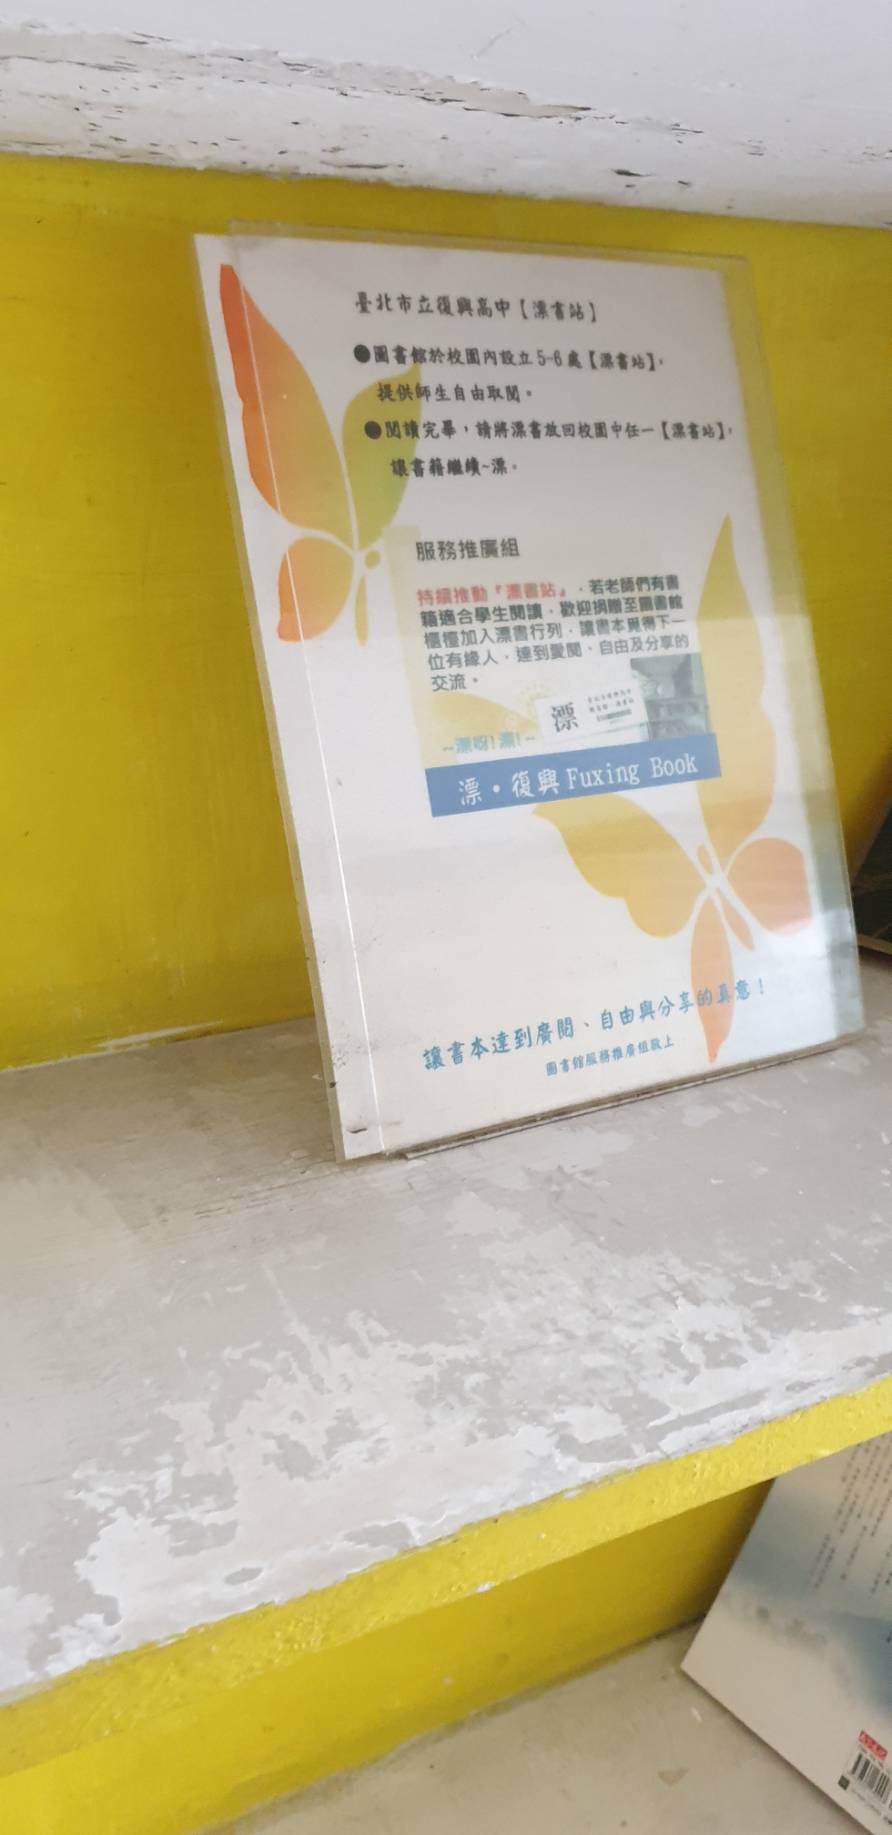 臺北市立復興高中【漂書站】
●圖書館於校園內設立5-6處【漂書站】,
提供師生自由取閱。
●閱讀完畢,請將漂書放回校園中任一【漂書站】,
讓書籍繼續~漂。
服務推廣組
持續推動『漂書站』,若老師們有書
籍適合學生閱讀,歡迎捐贈至圖書館
櫃檯加入漂書行列,讓書本覓得下一
位有緣人,達到愛閱、自由及分享的
交流。
漂
~漂呀!漂!~
漂・復興 Fuxing Book
讓書本達到廣閱、自由與分享的真意!
圖書館服務推廣組敬上